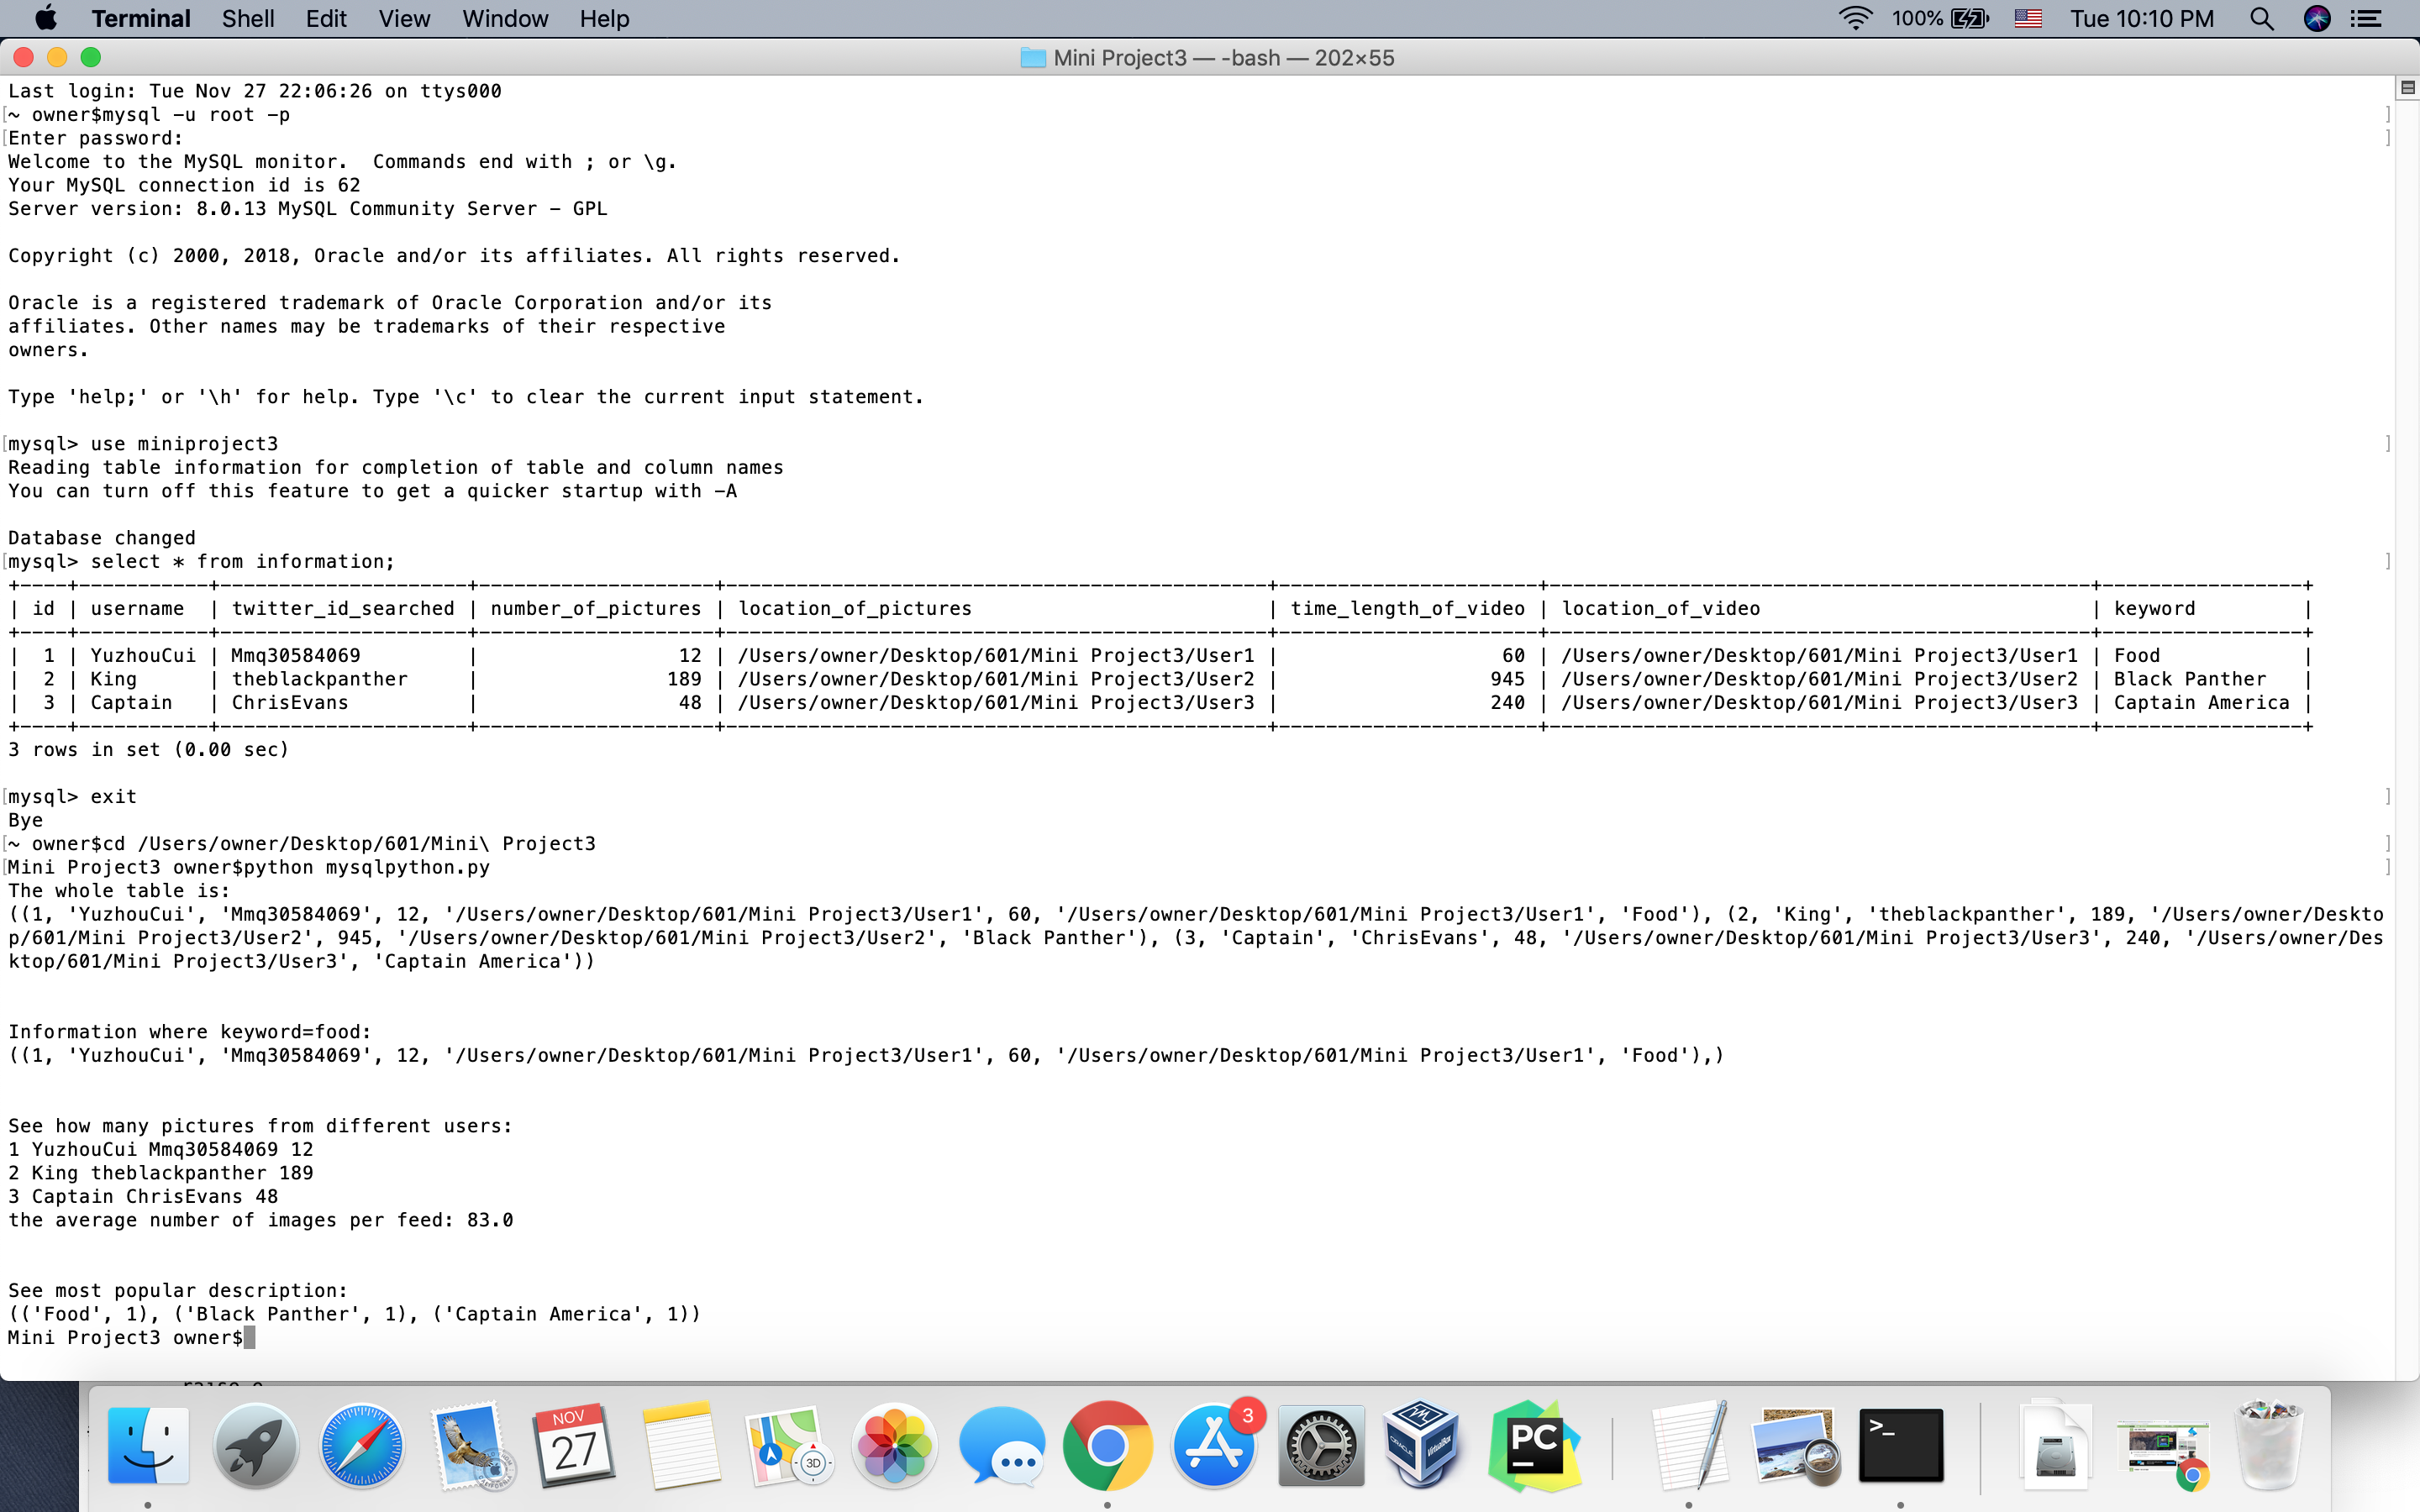 Terminal Shell Edit View Window Help 100% Tue 10:10 PM
Mini Project3 — -bash — 202×55
Last login: Tue Nov 27 22:06:26 on ttys000
[~ owner$mysql -u root -p ]
[Enter password: ]
Welcome to the MySQL monitor.  Commands end with ; or \g.
Your MySQL connection id is 62
Server version: 8.0.13 MySQL Community Server - GPL
Copyright (c) 2000, 2018, Oracle and/or its affiliates. All rights reserved.
Oracle is a registered trademark of Oracle Corporation and/or its
affiliates. Other names may be trademarks of their respective
owners.
Type 'help;' or '\h' for help. Type '\c' to clear the current input statement.
[mysql> use miniproject3 ]
Reading table information for completion of table and column names
You can turn off this feature to get a quicker startup with -A
Database changed
[mysql> select * from information; ]
+----+-----------+---------------------+--------------------+----------------------------------------------+----------------------+----------------------------------------------+-----------------+
| id | username  | twitter_id_searched | number_of_pictures | location_of_pictures                         | time_length_of_video | location_of_video                            | keyword         |
+----+-----------+---------------------+--------------------+----------------------------------------------+----------------------+----------------------------------------------+-----------------+
|  1 | YuzhouCui | Mmq30584069         |                 12 | /Users/owner/Desktop/601/Mini Project3/User1 |                   60 | /Users/owner/Desktop/601/Mini Project3/User1 | Food            |
|  2 | King      | theblackpanther     |                189 | /Users/owner/Desktop/601/Mini Project3/User2 |                  945 | /Users/owner/Desktop/601/Mini Project3/User2 | Black Panther   |
|  3 | Captain   | ChrisEvans          |                 48 | /Users/owner/Desktop/601/Mini Project3/User3 |                  240 | /Users/owner/Desktop/601/Mini Project3/User3 | Captain America |
+----+-----------+---------------------+--------------------+----------------------------------------------+----------------------+----------------------------------------------+-----------------+
3 rows in set (0.00 sec)
[mysql> exit ]
Bye
[~ owner$cd /Users/owner/Desktop/601/Mini\ Project3 ]
[Mini Project3 owner$python mysqlpython.py ]
The whole table is:
((1, 'YuzhouCui', 'Mmq30584069', 12, '/Users/owner/Desktop/601/Mini Project3/User1', 60, '/Users/owner/Desktop/601/Mini Project3/User1', 'Food'), (2, 'King', 'theblackpanther', 189, '/Users/owner/Deskto
p/601/Mini Project3/User2', 945, '/Users/owner/Desktop/601/Mini Project3/User2', 'Black Panther'), (3, 'Captain', 'ChrisEvans', 48, '/Users/owner/Desktop/601/Mini Project3/User3', 240, '/Users/owner/Des
ktop/601/Mini Project3/User3', 'Captain America'))
Information where keyword=food:
((1, 'YuzhouCui', 'Mmq30584069', 12, '/Users/owner/Desktop/601/Mini Project3/User1', 60, '/Users/owner/Desktop/601/Mini Project3/User1', 'Food'),)
See how many pictures from different users:
1 YuzhouCui Mmq30584069 12
2 King theblackpanther 189
3 Captain ChrisEvans 48
the average number of images per feed: 83.0
See most popular description:
(('Food', 1), ('Black Panther', 1), ('Captain America', 1))
Mini Project3 owner$
NOV
27
3D
3
ORACLE
VirtualBox
PC
>_